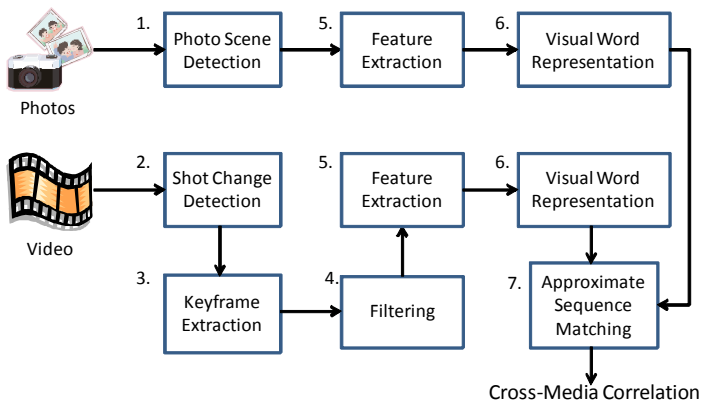 1.
Photo Scene
Detection
5.
Feature
Extraction
6.
Visual Word
Representation
Photos
2.
Shot Change
Detection
5.
Feature
Extraction
6.
Visual Word
Representation
Video
3.
Keyframe
Extraction
4.
Filtering
7.
Approximate
Sequence
Matching
Cross-Media Correlation